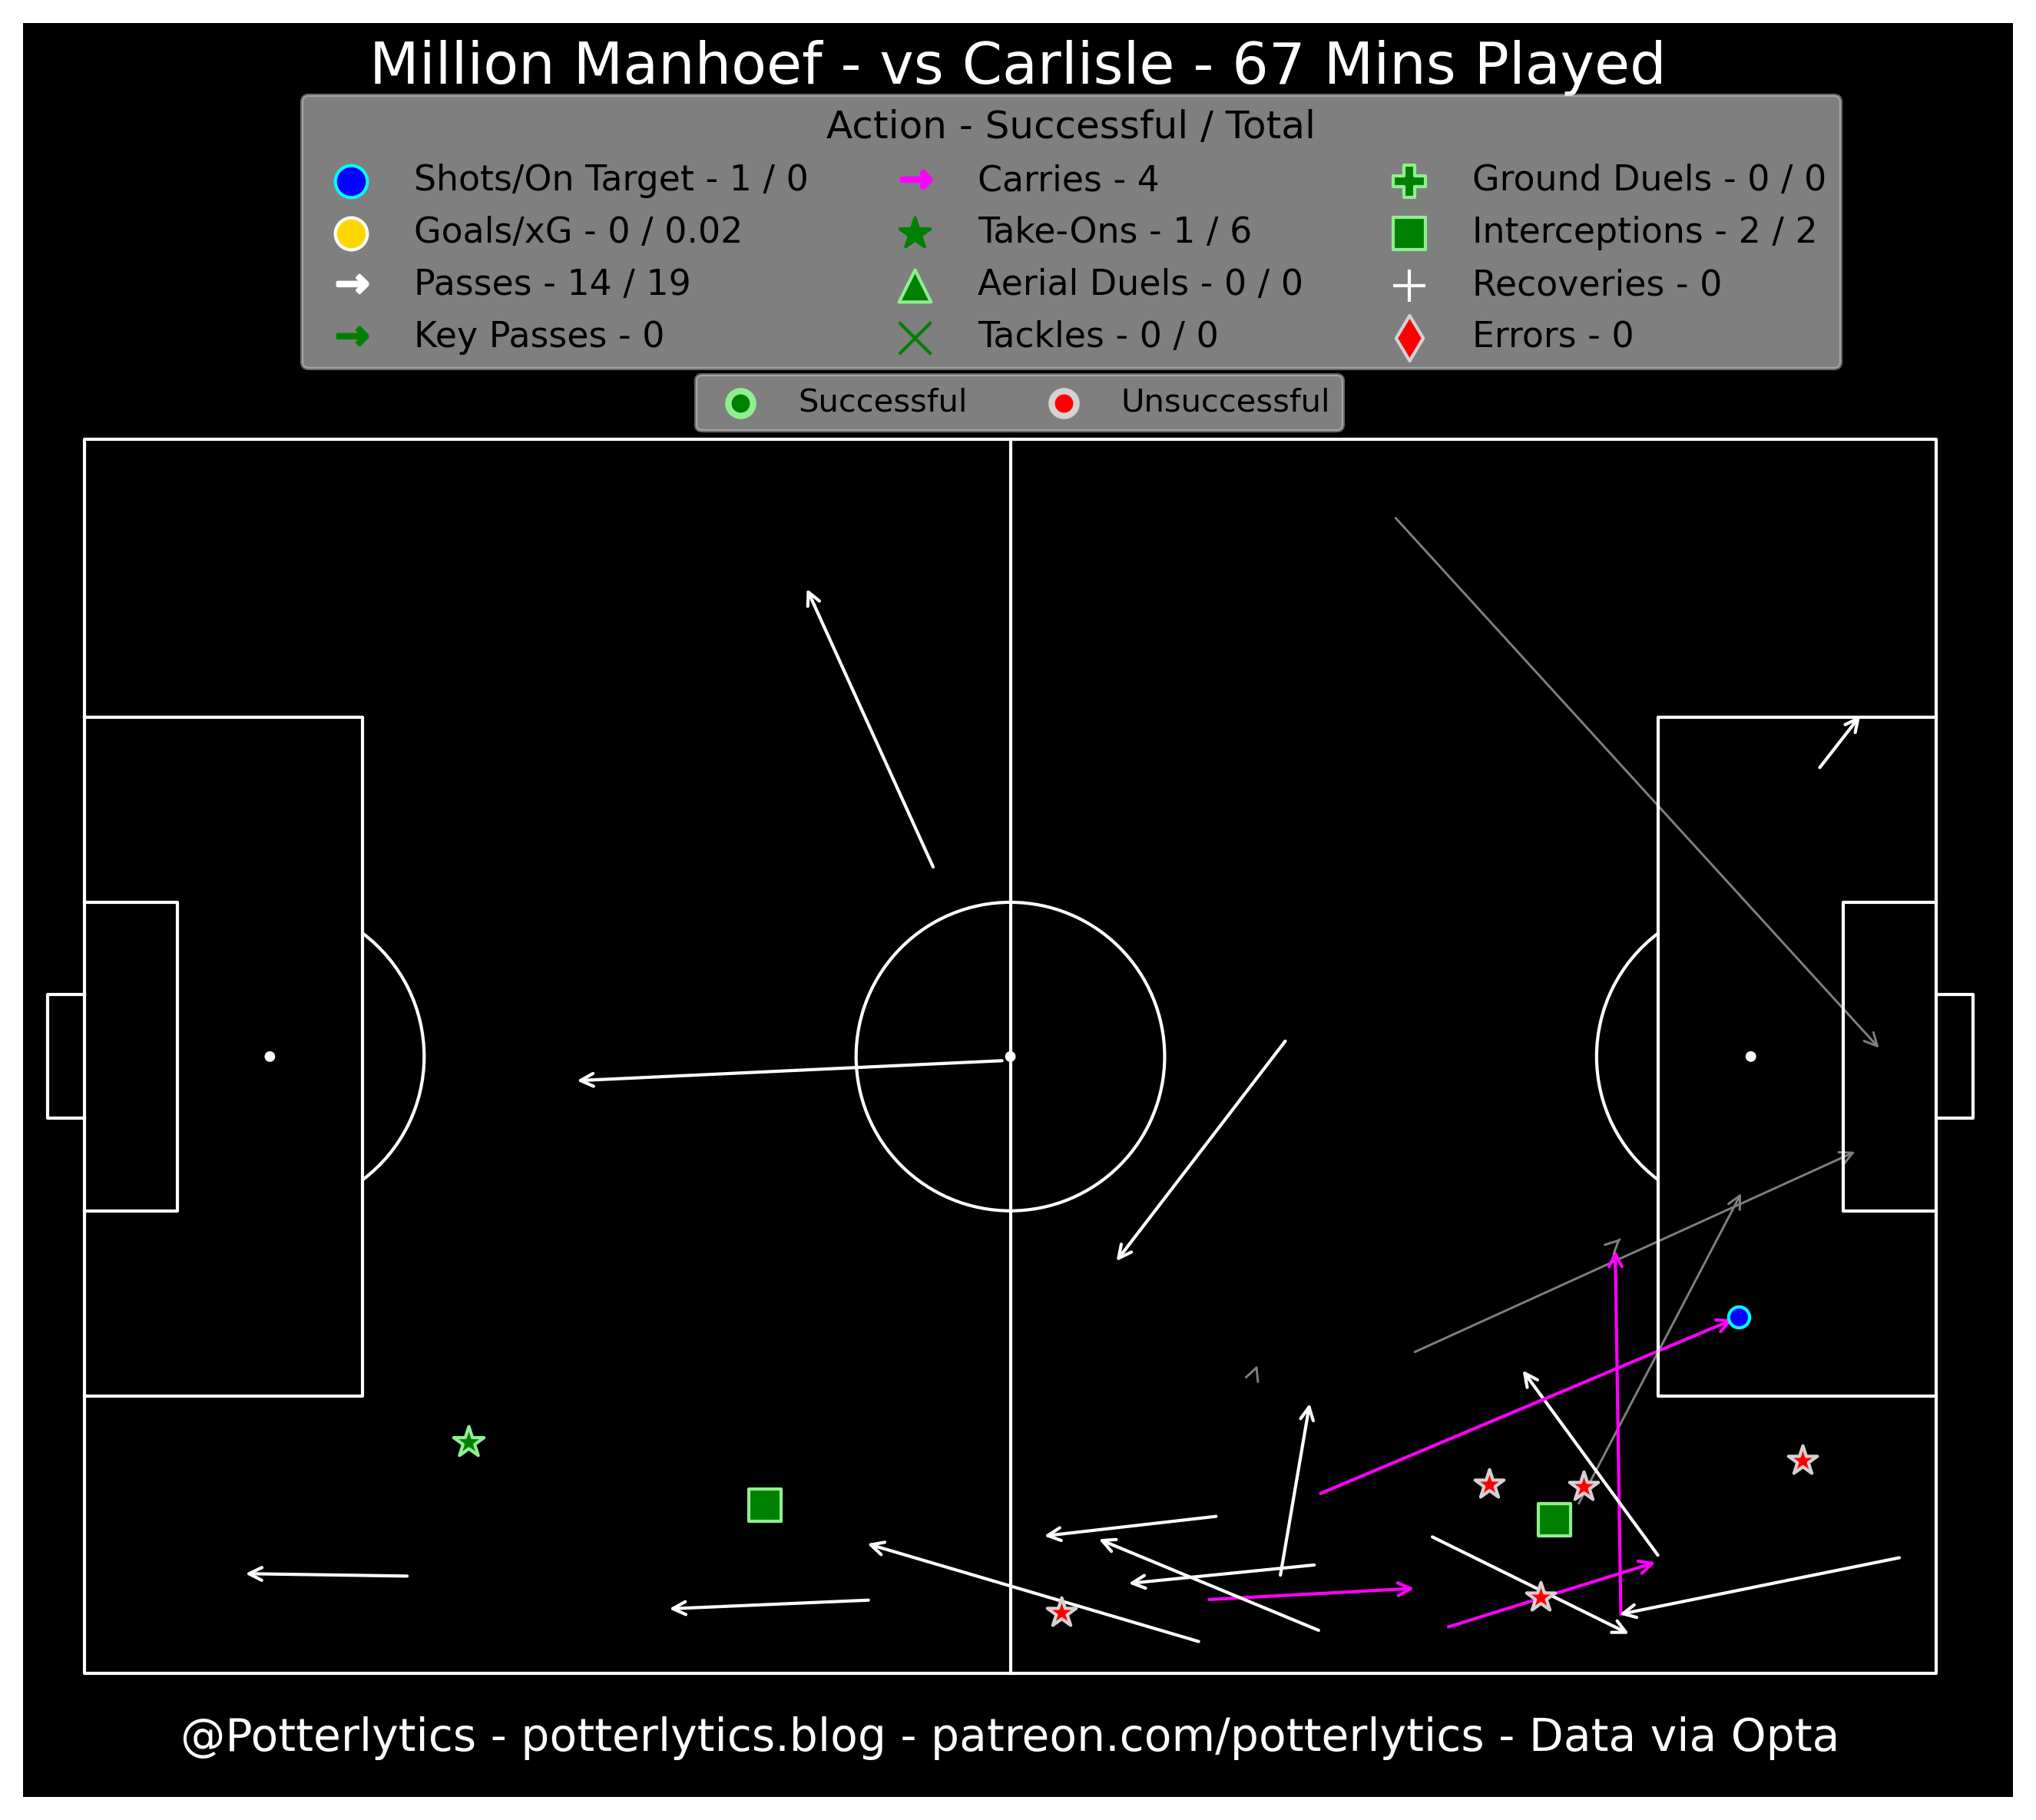 Million Manhoef - vs Carlisle - 67 Mins Played
Action - Successful / Total
Shots/On Target - 1 / 0
Goals/xG - 0 / 0.02
Passes - 14 / 19
Key Passes - 0
Carries - 4
Take-Ons - 1 / 6
Aerial Duels - 0 / 0
Tackles - 0 / 0
Ground Duels - 0 / 0
Interceptions - 2 / 2
Recoveries - 0
Errors - 0
Successful
Unsuccessful
@Potterlytics - potterlytics.blog - patreon.com/potterlytics - Data via Opta